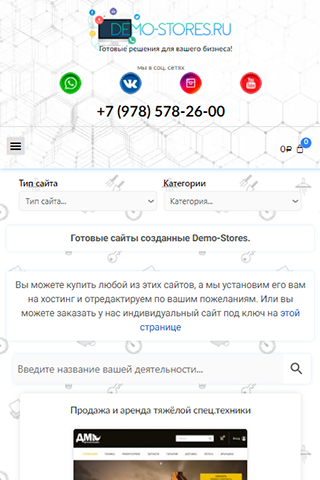 DEMO-STORES.RU
Готовые решения для вашего бизнеса!
мы в соц. сетях
+7 (978) 578-26-00
0₽
0
Тип сайта
Категории
Тип сайта...
Категория...
Готовые сайты созданные Demo-Stores.
Вы можете купить любой из этих сайтов, а мы установим его вам
на хостинг и отредактируем по вашим пожеланиям. Или вы
можете заказать у нас индивидуальный сайт под ключ на этой
странице
Введите название вашей деятельности...
Продажа и аренда тяжёлой спец.техники